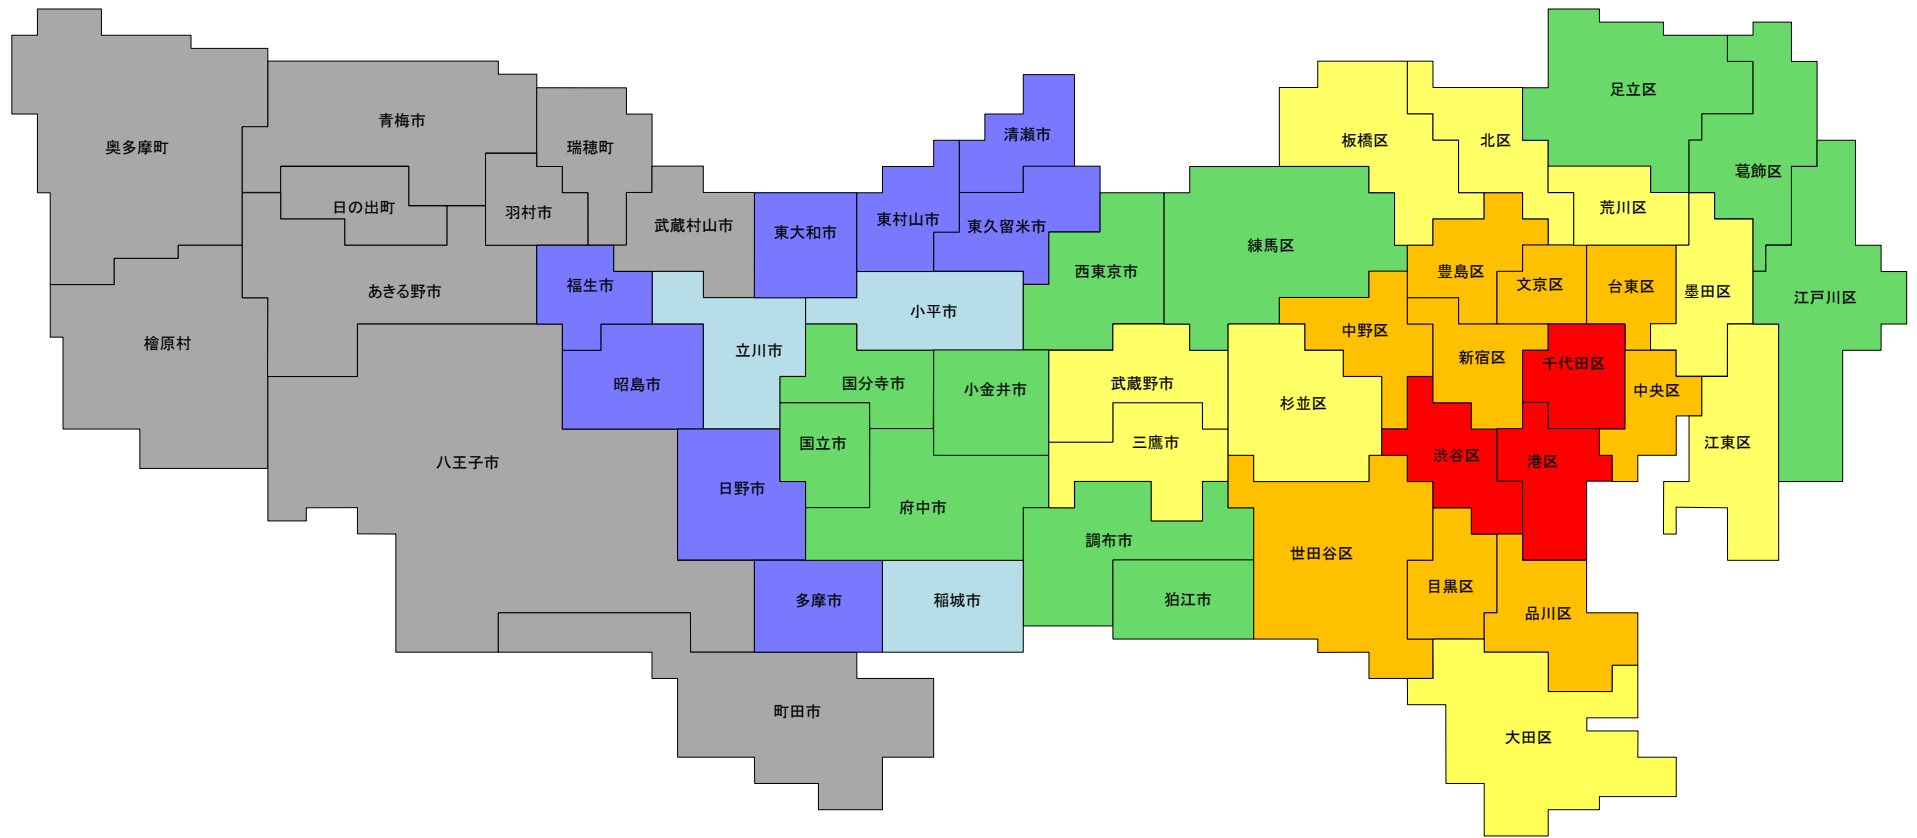 足立区
青梅市
清瀬市
板橋区
北区
奥多摩町
瑞穂町
葛飾区
日の出町
羽村市
荒川区
東村山市
武蔵村山市
東大和市
東久留米市
練馬区
西東京市
豊島区
福生市
文京区
台東区
あきる野市
墨田区
江戸川区
小平市
中野区
檜原村
立川市
新宿区
千代田区
昭島市
国分寺市
小金井市
武蔵野市
中央区
杉並区
国立市
三鷹市
江東区
八王子市
渋谷区
港区
日野市
府中市
調布市
世田谷区
目黒区
多摩市
稲城市
狛江市
品川区
町田市
大田区